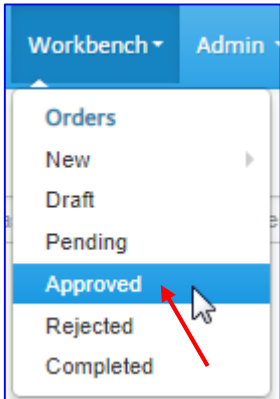 Workbench Admin
Orders
New
Draft
Pending
Approved
Rejected
Completed